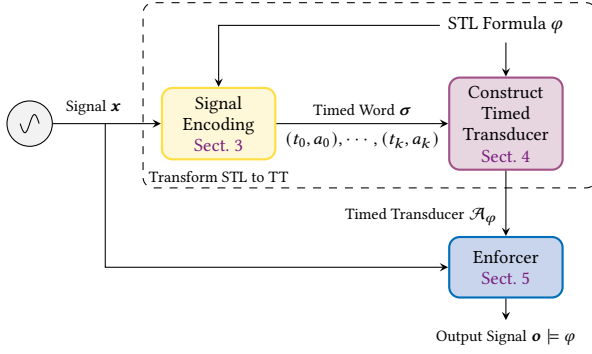 STL Formula φ
Signal x
Signal
Encoding
Sect. 3
Timed Word σ
(t₀, a₀), · · · , (tₖ, aₖ)
Construct
Timed
Transducer
Sect. 4
Transform STL to TT
Timed Transducer 𝒜φ
Enforcer
Sect. 5
Output Signal o ⊨ φ